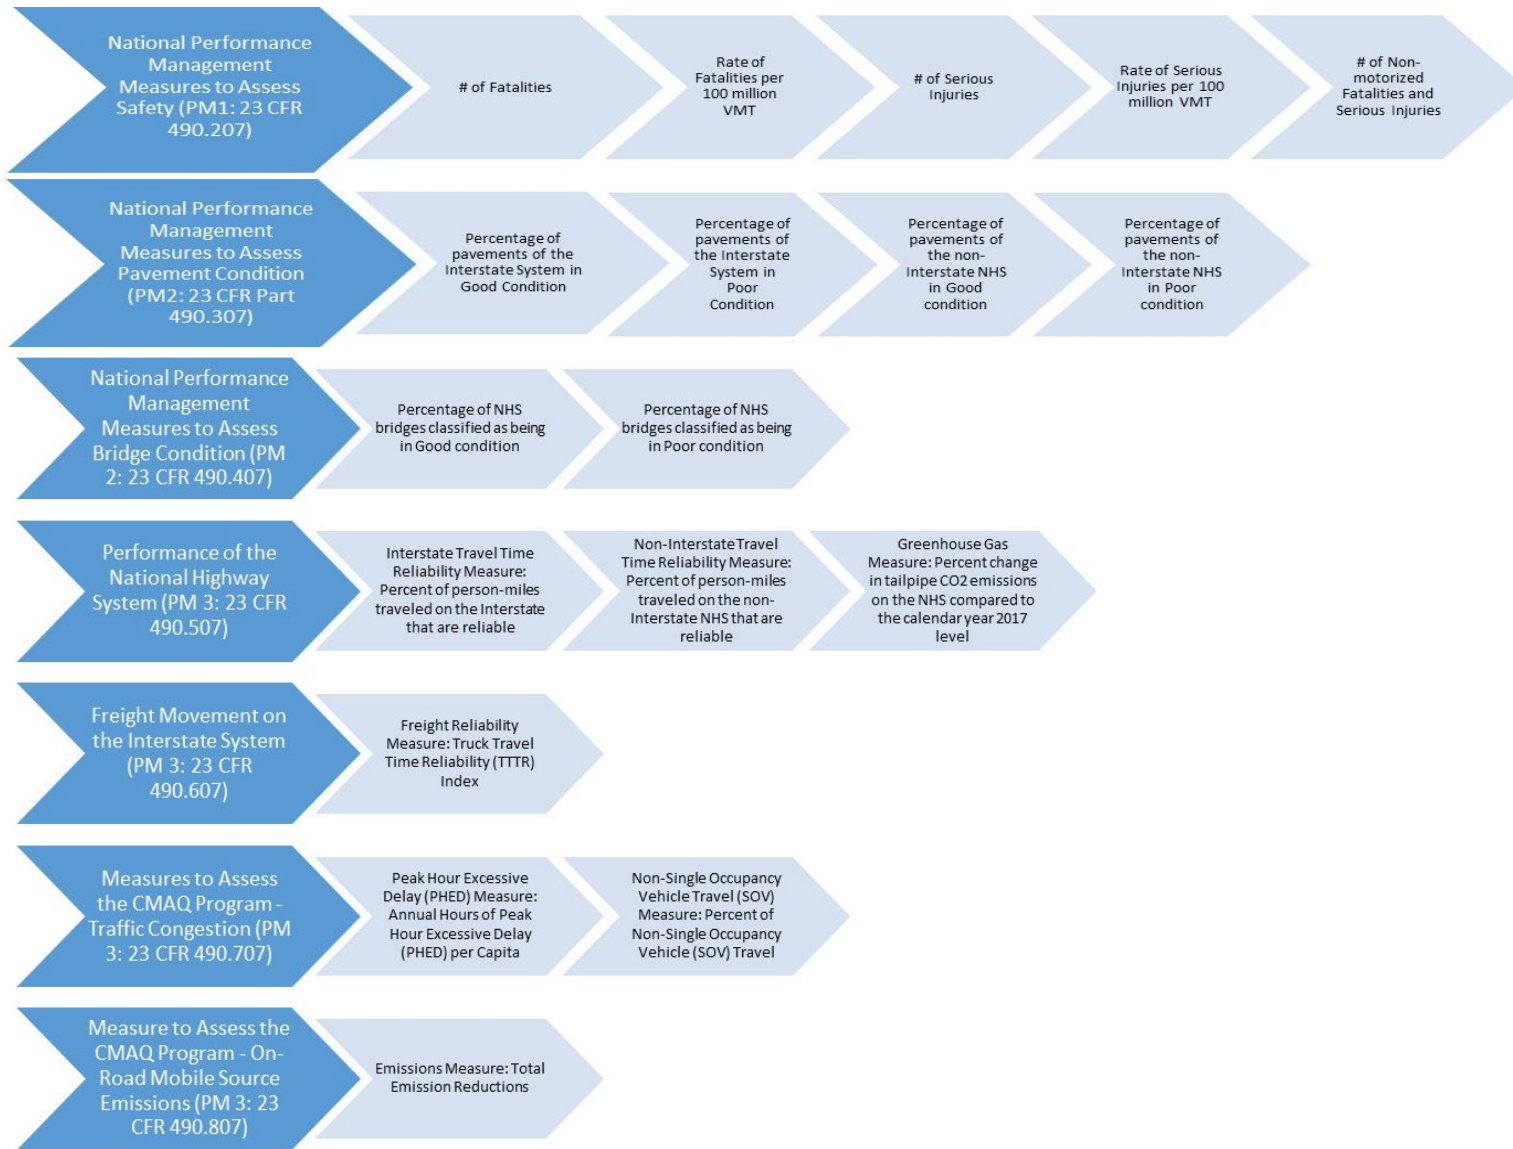 National Performance
Management
Measures to Assess
Safety (PM1: 23 CFR
490.207)
# of Fatalities
Rate of
Fatalities per
100 million
VMT
# of Serious
Injuries
Rate of Serious
Injuries per 100
million VMT
# of Non-
motorized
Fatalities and
Serious Injuries
National Performance
Management
Measures to Assess
Pavement Condition
(PM2: 23 CFR Part
490.307)
Percentage of
pavements of the
Interstate System in
Good Condition
Percentage of
pavements of
the Interstate
System in
Poor
Condition
Percentage of
pavements of
the non-
Interstate NHS
in Good
condition
Percentage of
pavements of
the non-
Interstate NHS
in Poor
condition
National Performance
Management
Measures to Assess
Bridge Condition (PM
2: 23 CFR 490.407)
Percentage of NHS
bridges classified as being
in Good condition
Percentage of NHS
bridges classified as being
in Poor condition
Performance of the
National Highway
System (PM 3: 23 CFR
490.507)
Interstate Travel Time
Reliability Measure:
Percent of person-miles
traveled on the Interstate
that are reliable
Non-Interstate Travel
Time Reliability Measure:
Percent of person-miles
traveled on the non-
Interstate NHS that are
reliable
Greenhouse Gas
Measure: Percent change
in tailpipe CO2 emissions
on the NHS compared to
the calendar year 2017
level
Freight Movement on
the Interstate System
(PM 3: 23 CFR
490.607)
Freight Reliability
Measure: Truck Travel
Time Reliability (TTTR)
Index
Measures to Assess
the CMAQ Program -
Traffic Congestion (PM
3: 23 CFR 490.707)
Peak Hour Excessive
Delay (PHED) Measure:
Annual Hours of Peak
Hour Excessive Delay
(PHED) per Capita
Non-Single Occupancy
Vehicle Travel (SOV)
Measure: Percent of
Non-Single Occupancy
Vehicle (SOV) Travel
Measure to Assess the
CMAQ Program - On-
Road Mobile Source
Emissions (PM 3: 23
CFR 490.807)
Emissions Measure: Total
Emission Reductions